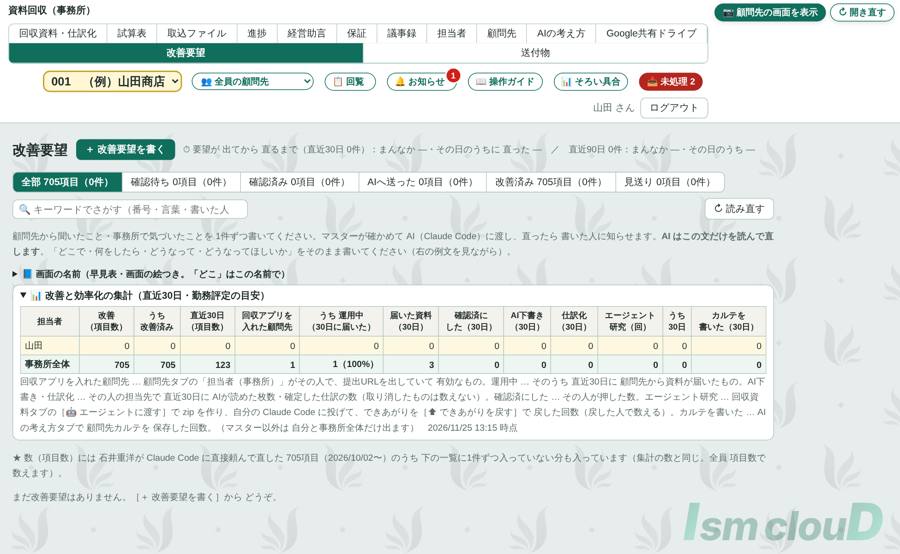 資料回収（事務所）
📷 顧問先の画面を表示
↻ 開き直す
回収資料・仕訳化 試算表 取込ファイル 進捗 経営助言 保証 議事録 担当者 顧問先 AIの考え方 Google共有ドライブ
改善要望 送付物
001 （例）山田商店
👥 全員の顧問先
📋 回覧
🔔 お知らせ 1
📖 操作ガイド
📊 そろい具合
📥 未処理 2
山田 さん
ログアウト
改善要望
＋ 改善要望を書く
⏱ 要望が 出てから 直るまで（直近30日 0件）：まんなか —・その日のうちに 直った — ／ 直近90日 0件：まんなか —・その日のうち —
全部 705項目（0件） 確認待ち 0項目（0件） 確認済み 0項目（0件） AIへ送った 0項目（0件） 改善済み 705項目（0件） 見送り 0項目（0件）
🔍 キーワードでさがす（番号・言葉・書いた人
↻ 読み直す
顧問先から聞いたこと・事務所で気づいたことを 1件ずつ書いてください。マスターが確かめて AI（Claude Code）に渡し、直ったら 書いた人に知らせます。AI はこの文だけを読んで直
します。「どこで・何をしたら・どうなって・どうなってほしいか」をそのまま書いてください（右の例文を見ながら）。
▶ 📘 画面の名前（早見表・画面の絵つき。「どこ」はこの名前で）
▼ 📊 改善と効率化の集計（直近30日・勤務評定の目安）
担当者 改善（項目数） うち改善済み 直近30日（項目数） 回収アプリを入れた顧問先 うち 運用中（30日に届いた） 届いた資料（30日） 確認済にした（30日） AI下書き（30日） 仕訳化（30日） エージェント研究（回） うち30日 カルテを書いた（30日）
山田 0 0 0 0 0 0 0 0 0 0 0 0
事務所全体 705 705 123 1 1（100%） 3 0 0 0 0 0 0
回収アプリを入れた顧問先 … 顧問先タブの「担当者（事務所）」がその人で、提出URLを出していて 有効なもの。運用中 … そのうち 直近30日に 顧問先から資料が届いたもの。AI下
書き・仕訳化 … その人の担当先で 直近30日に AIが読めた枚数・確定した仕訳の数（取り消したものは数えない）。確認済にした … その人が押した数。エージェント研究 … 回収資
料タブの［🤖 エージェントに渡す］で zip を作り、自分の Claude Code に投げて、できあがりを［⬆ できあがりを戻す］で 戻した回数（戻した人で数える）。カルテを書いた … AI
の考え方タブで 顧問先カルテを 保存した回数。（マスター以外は 自分と事務所全体だけ出ます） 2026/11/25 13:15 時点
★ 数（項目数）には 石井重洋が Claude Code に直接頼んで直した 705項目（2026/10/02〜）のうち 下の一覧に1件ずつ入っていない分も入っています（集計の数と同じ。全員 項目数で
数えます）。
まだ改善要望はありません。［＋ 改善要望を書く］から どうぞ。
Ism clouD